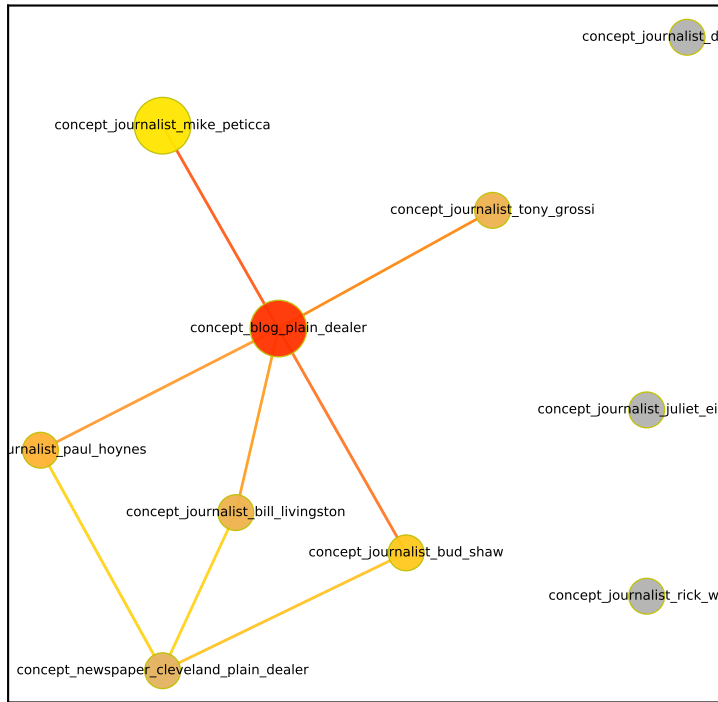 concept_journalist_d
concept_journalist_mike_peticca
concept_journalist_tony_grossi
concept_blog_plain_dealer
concept_journalist_juliet_ei
urnalist_paul_hoynes
concept_journalist_bill_livingston
concept_journalist_bud_shaw
concept_journalist_rick_w
concept_newspaper_cleveland_plain_dealer